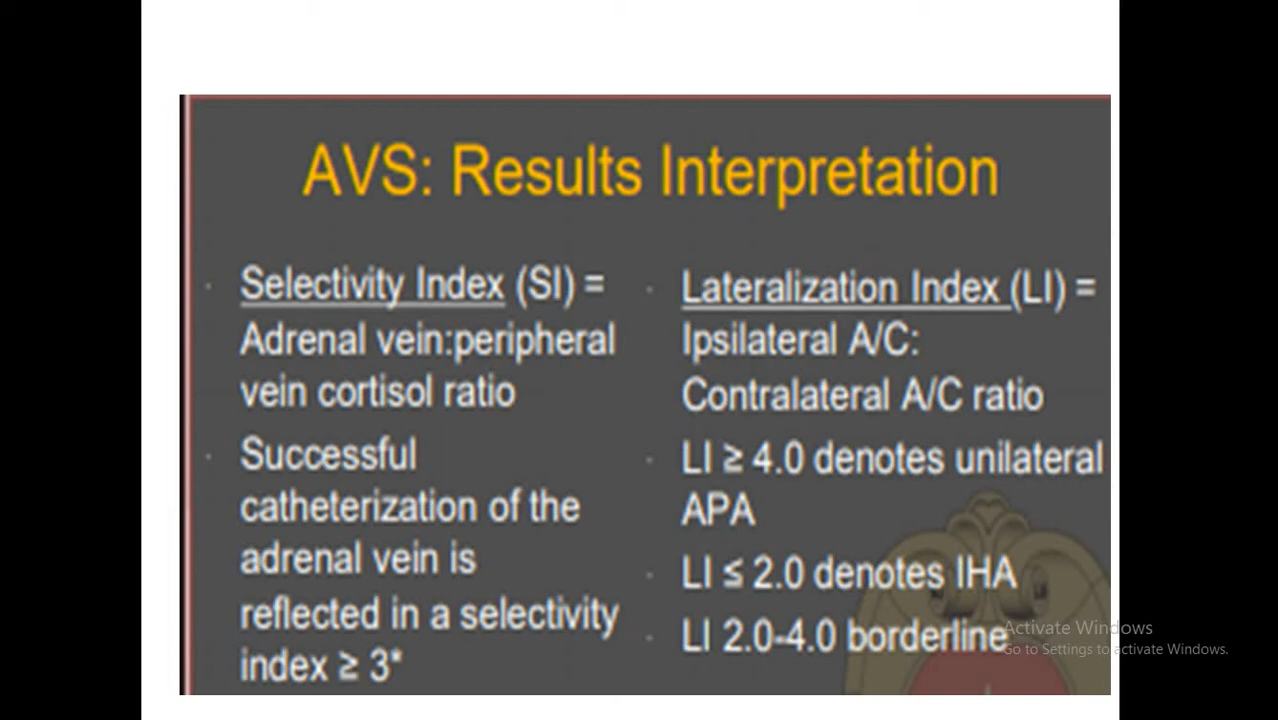 AVS: Results Interpretation
· Selectivity Index (SI) =
Adrenal vein:peripheral
vein cortisol ratio
· Successful
catheterization of the
adrenal vein is
reflected in a selectivity
index ≥ 3*
· Lateralization Index (LI) =
Ipsilateral A/C:
Contralateral A/C ratio
· LI ≥ 4.0 denotes unilateral
APA
· LI ≤ 2.0 denotes IHA
· LI 2.0-4.0 borderline
Activate Windows
Go to Settings to activate Windows.